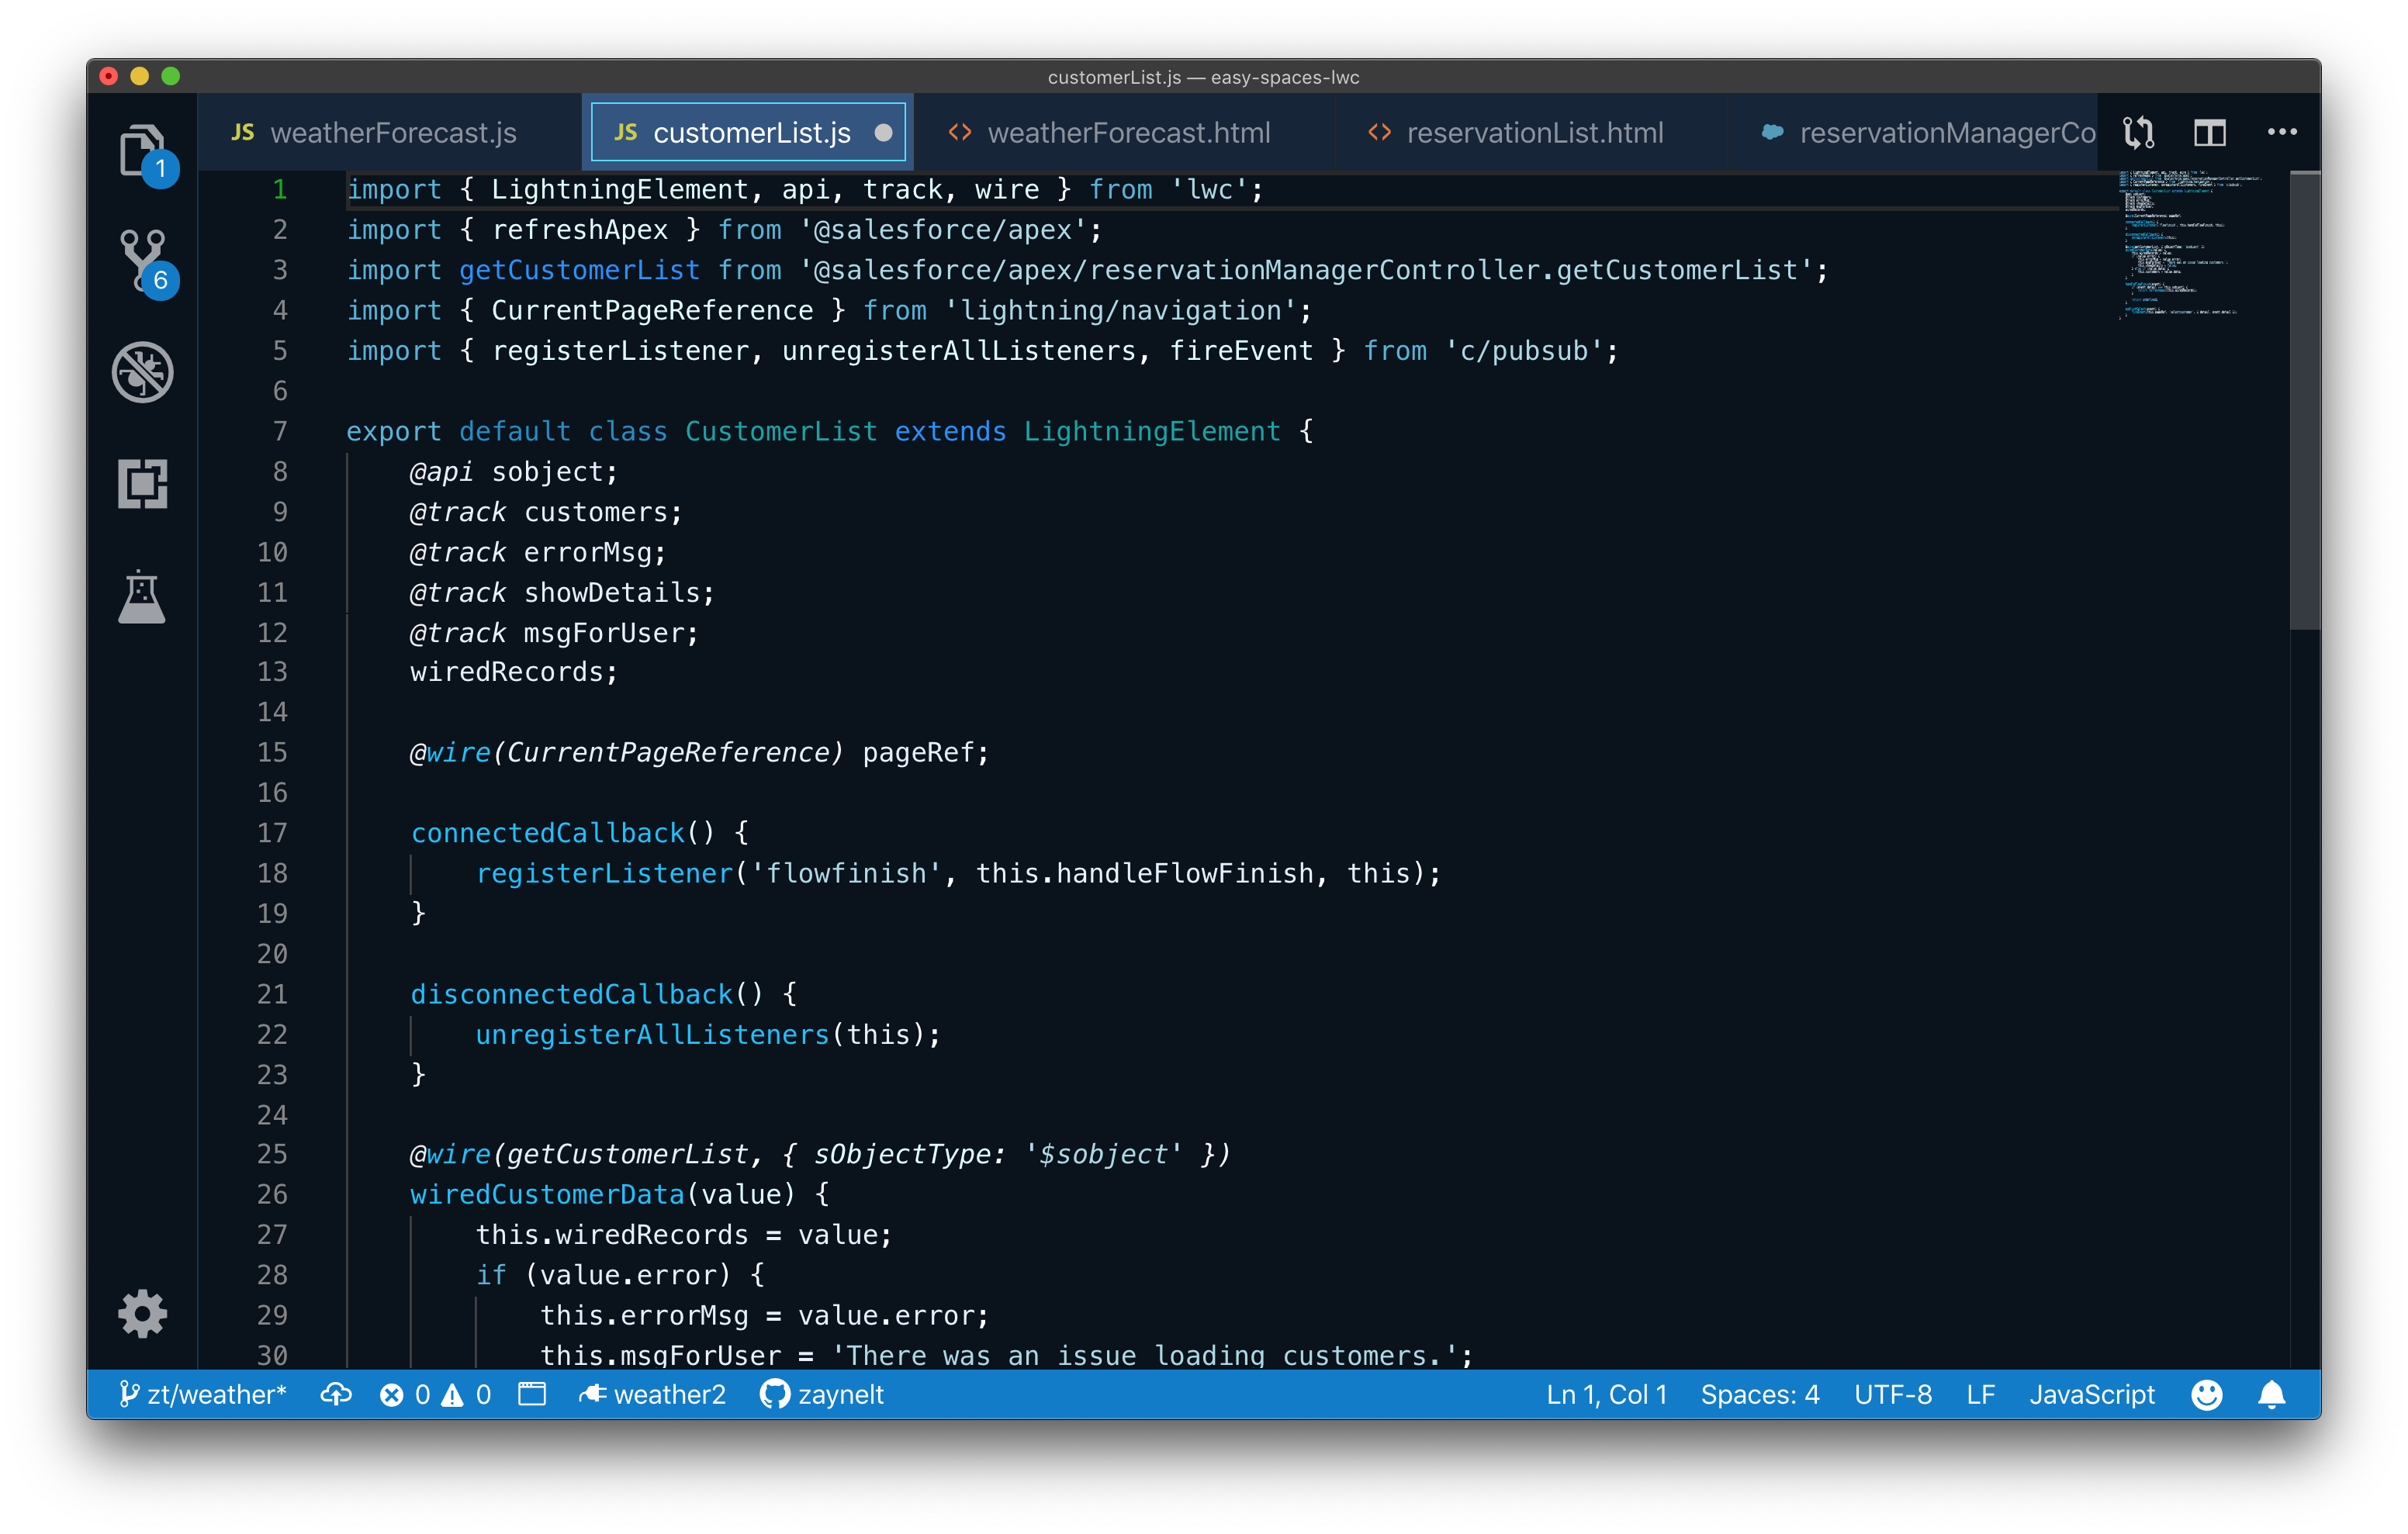 customerList.js — easy-spaces-lwc
JS weatherForecast.js
JS customerList.js
<> weatherForecast.html
<> reservationList.html
reservationManagerCo
1
6
1 import { LightningElement, api, track, wire } from 'lwc';
2 import { refreshApex } from '@salesforce/apex';
3 import getCustomerList from '@salesforce/apex/reservationManagerController.getCustomerList';
4 import { CurrentPageReference } from 'lightning/navigation';
5 import { registerListener, unregisterAllListeners, fireEvent } from 'c/pubsub';
6
7 export default class CustomerList extends LightningElement {
8     @api sobject;
9     @track customers;
10     @track errorMsg;
11     @track showDetails;
12     @track msgForUser;
13     wiredRecords;
14
15     @wire(CurrentPageReference) pageRef;
16
17     connectedCallback() {
18         registerListener('flowfinish', this.handleFlowFinish, this);
19     }
20
21     disconnectedCallback() {
22         unregisterAllListeners(this);
23     }
24
25     @wire(getCustomerList, { sObjectType: '$sobject' })
26     wiredCustomerData(value) {
27         this.wiredRecords = value;
28         if (value.error) {
29             this.errorMsg = value.error;
30             this.msgForUser = 'There was an issue loading customers.';
zt/weather* 0 0 weather2 zaynelt Ln 1, Col 1 Spaces: 4 UTF-8 LF JavaScript